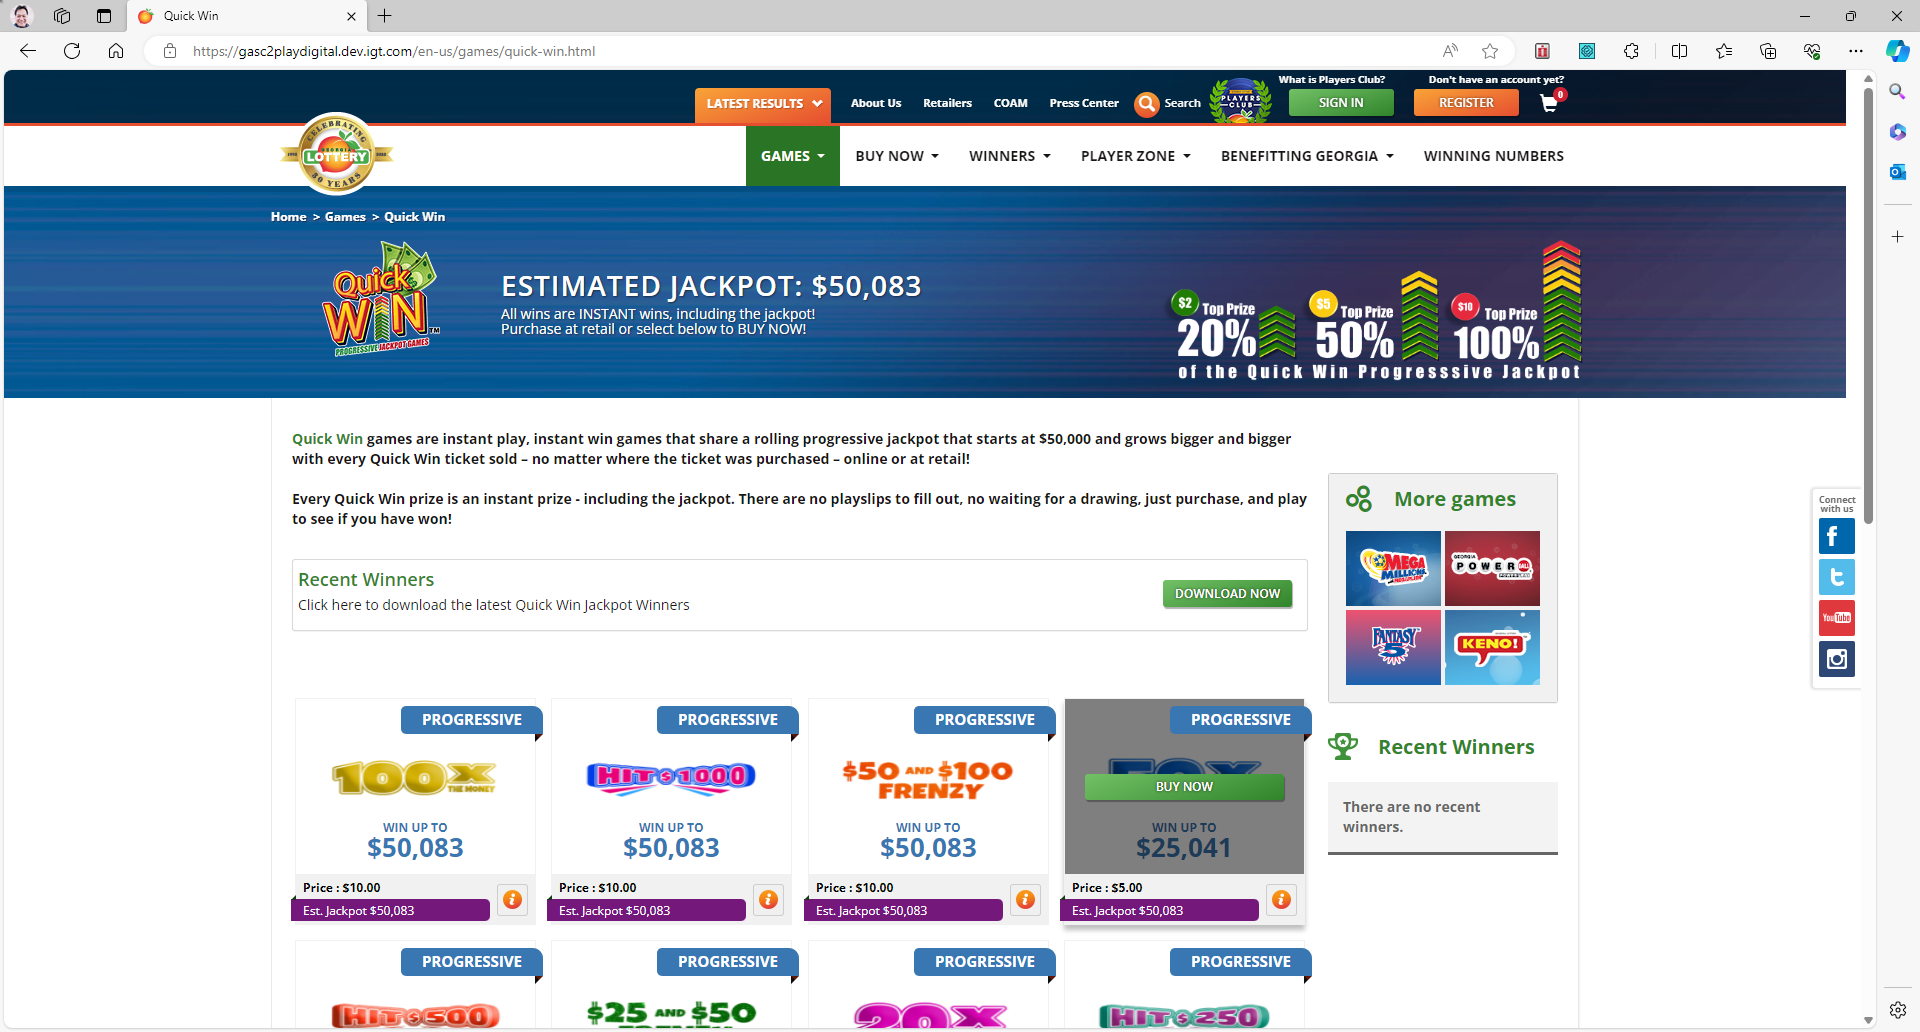 Quick Win
https://gasc2playdigital.dev.igt.com/en-us/games/quick-win.html
What is Players Club?
Don't have an account yet?
LATEST RESULTS
About Us
Retailers
COAM
Press Center
Search
PLAYERS
CLUB
SIGN IN
REGISTER
0
CELEBRATING
GEORGIA
LOTTERY
30 YEARS
GAMES
BUY NOW
WINNERS
PLAYER ZONE
BENEFITTING GEORGIA
WINNING NUMBERS
Home > Games > Quick Win
Quick
WIN™
PROGRESSIVE JACKPOT GAMES
ESTIMATED JACKPOT: $50,083
All wins are INSTANT wins, including the jackpot!
Purchase at retail or select below to BUY NOW!
$2 Top Prize
20%
$5 Top Prize
50%
$10 Top Prize
100%
of the Quick Win Progresssive Jackpot
Quick Win games are instant play, instant win games that share a rolling progressive jackpot that starts at $50,000 and grows bigger and bigger
with every Quick Win ticket sold – no matter where the ticket was purchased – online or at retail!
Every Quick Win prize is an instant prize - including the jackpot. There are no playslips to fill out, no waiting for a drawing, just purchase, and play
to see if you have won!
Recent Winners
Click here to download the latest Quick Win Jackpot Winners
DOWNLOAD NOW
More games
MEGA
MILLIONS
GEORGIA
POWERBALL
FANTASY
5
KENO!
Connect
with us
f
t
YouTube
Recent Winners
There are no recent
winners.
PROGRESSIVE
100X
THE MONEY
WIN UP TO
$50,083
Price : $10.00
Est. Jackpot $50,083
PROGRESSIVE
HIT $1000
WIN UP TO
$50,083
Price : $10.00
Est. Jackpot $50,083
PROGRESSIVE
$50 AND $100
FRENZY
WIN UP TO
$50,083
Price : $10.00
Est. Jackpot $50,083
PROGRESSIVE
BUY NOW
WIN UP TO
$25,041
Price : $5.00
Est. Jackpot $50,083
PROGRESSIVE
HIT $500
PROGRESSIVE
$25 AND $50
FRENZY
PROGRESSIVE
20X
PROGRESSIVE
HIT $250